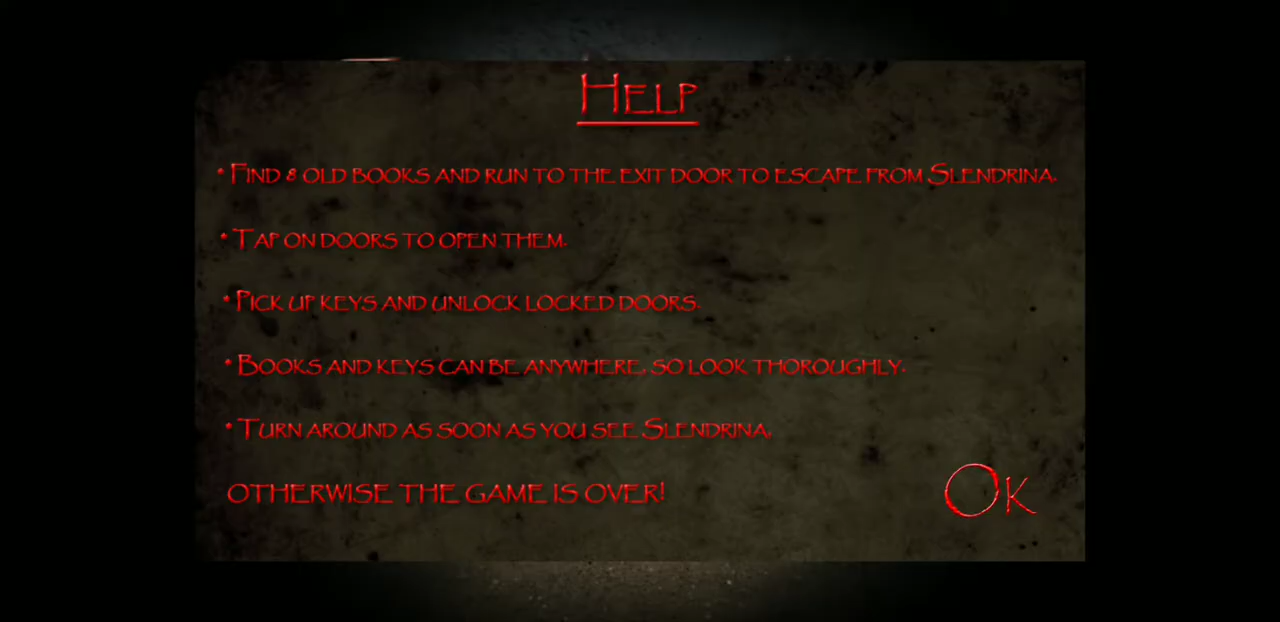 Help
* Find 8 old books and run to the exit door to escape from Slendrina.
* Tap on doors to open them.
* Pick up keys and unlock locked doors.
* Books and keys can be anywhere, so look thoroughly.
* Turn around as soon as you see Slendrina,
otherwise the game is over!
Ok